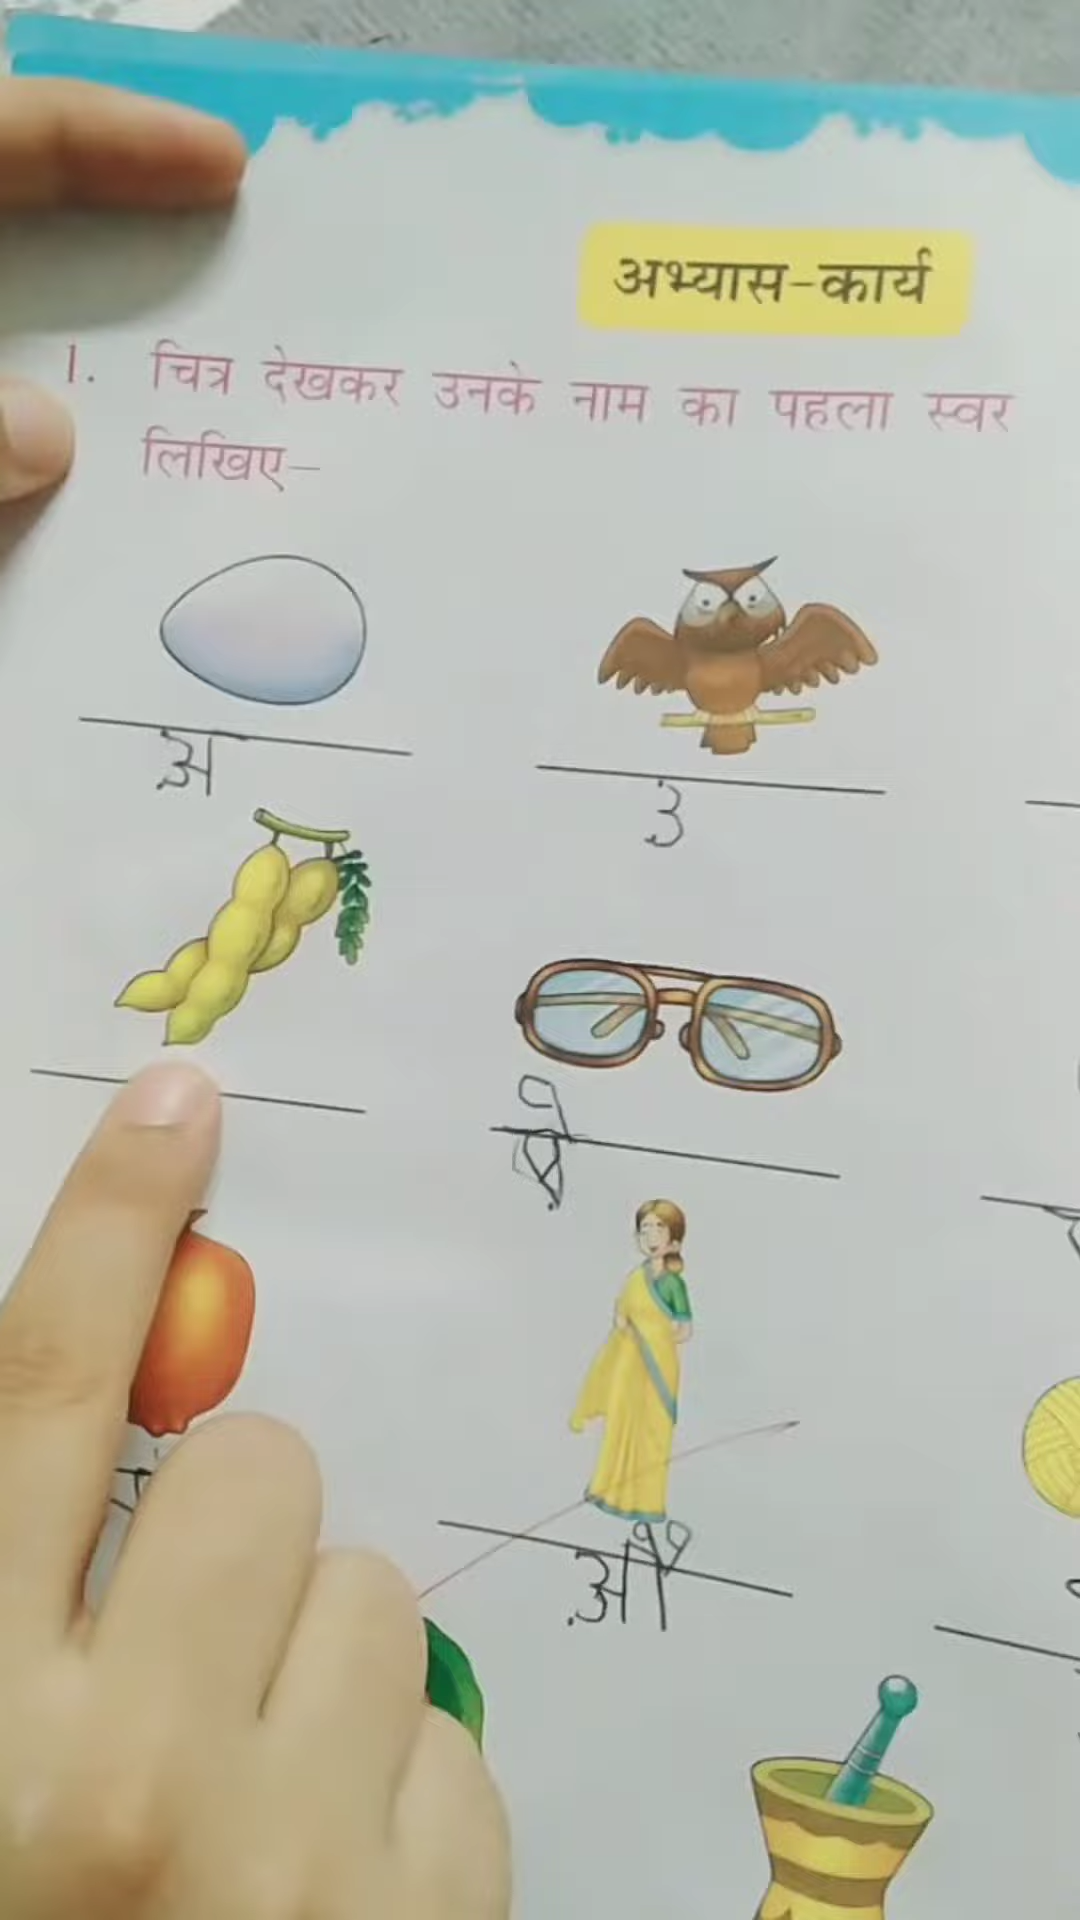 अभ्यास-कार्य
1. चित्र देखकर उनके नाम का पहला स्वर
लिखिए-
अ
उ
ऐ
औ